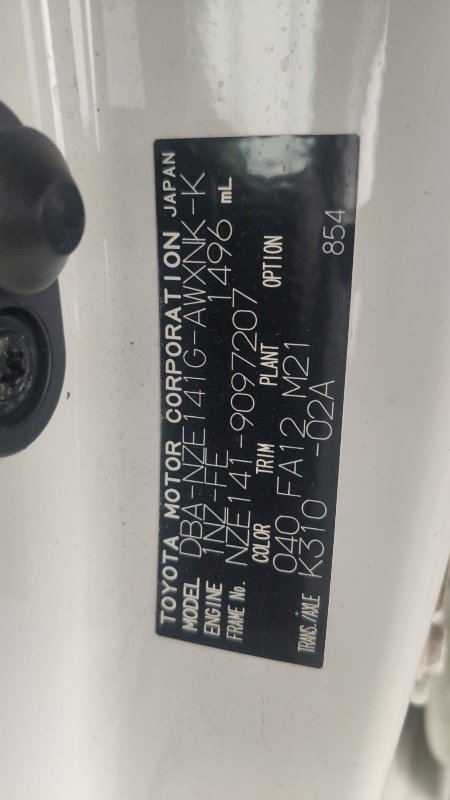 TOYOTA MOTOR CORPORATION JAPAN
MODEL DBA-NZE141G-AWXNK-K
ENGINE 1NZ-FE 1496 mL
FRAME No. NZE141-9097207
COLOR TRIM PLANT OPTION
040 FA12 M21 854
TRANS./AXLE K310 -02A